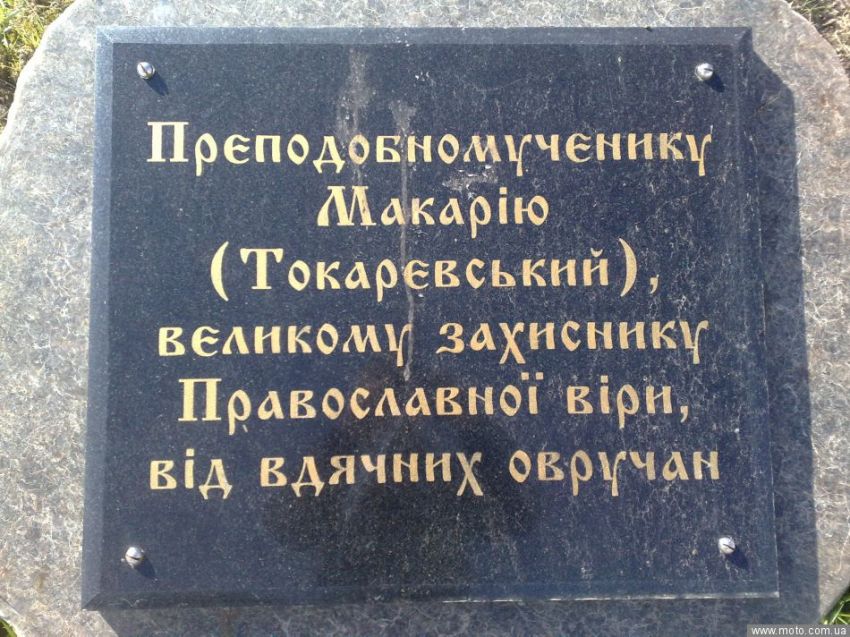 Преподобномученику
Макарію
(Токаревський),
великому захиснику
Православної віри,
від вдячних овручан
www.moto.com.ua